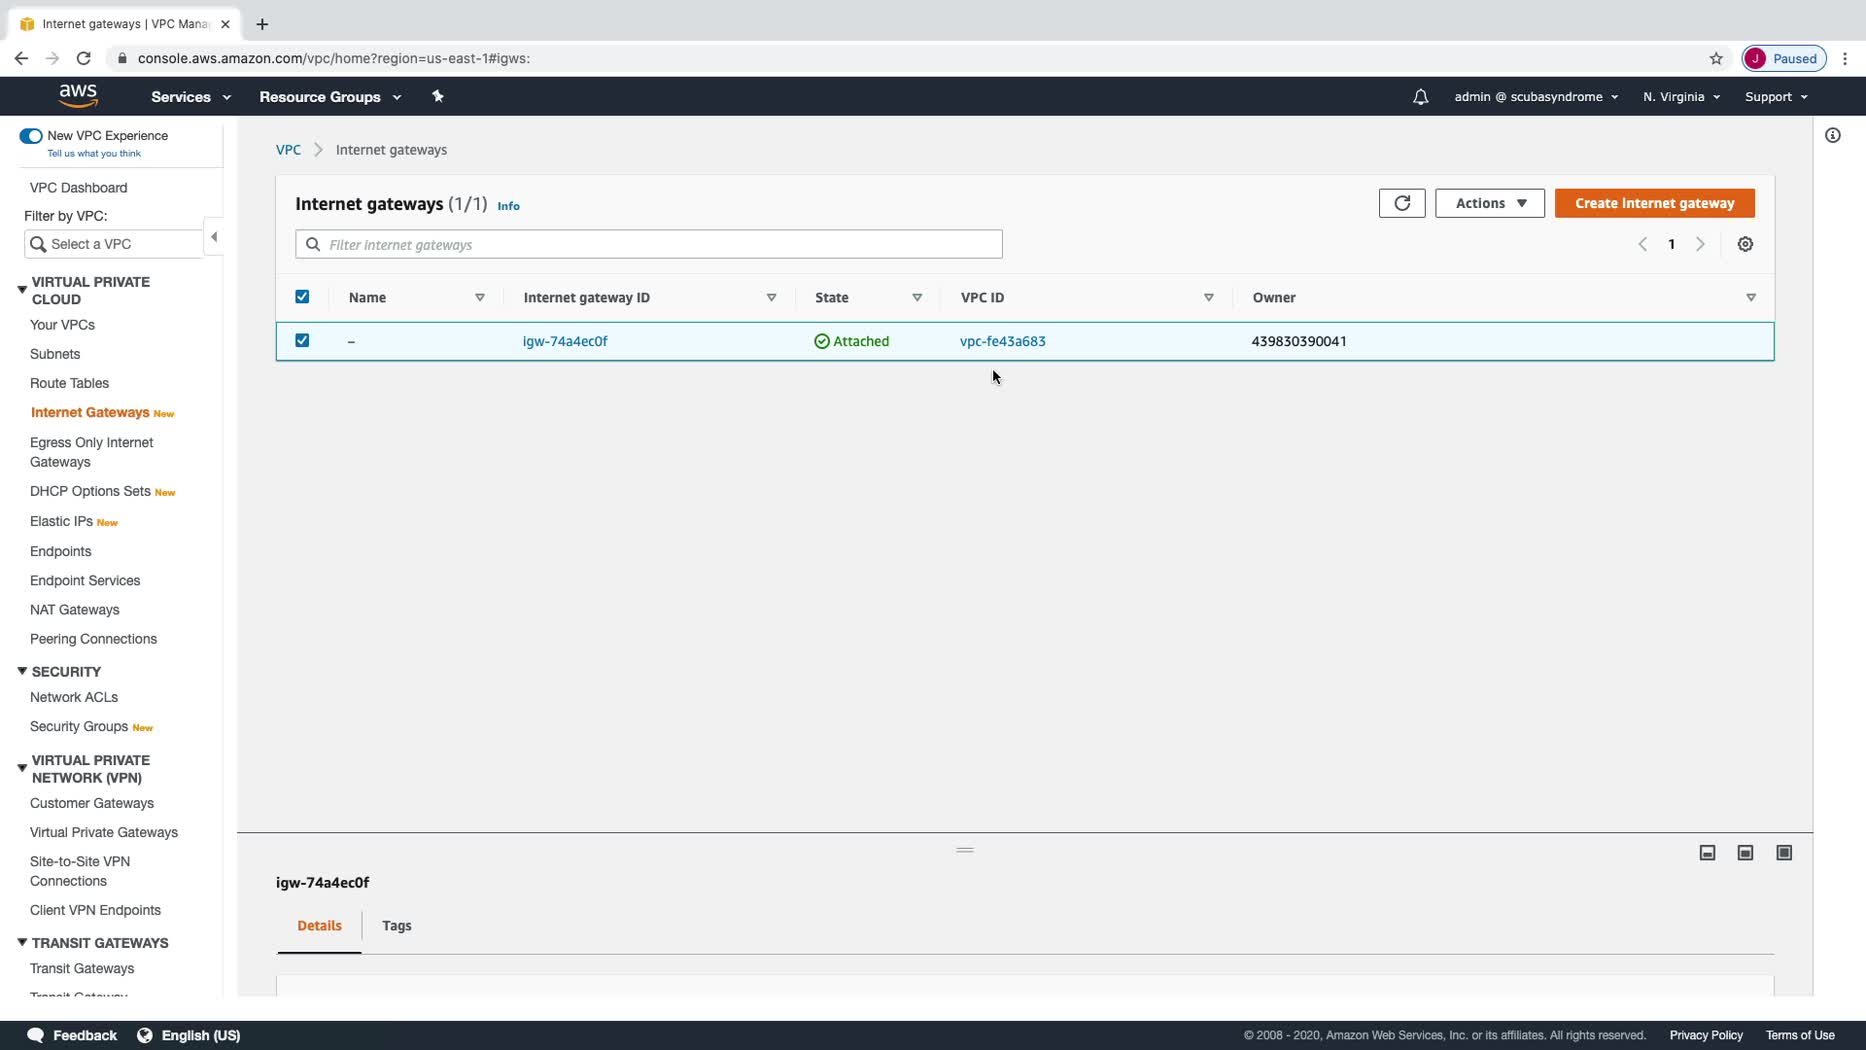 Internet gateways | VPC Mana
console.aws.amazon.com/vpc/home?region=us-east-1#igws:
J Paused
aws Services Resource Groups admin @ scubasyndrome N. Virginia Support
New VPC Experience
Tell us what you think
VPC Dashboard
Filter by VPC:
Select a VPC
VIRTUAL PRIVATE
CLOUD
Your VPCs
Subnets
Route Tables
Internet Gateways New
Egress Only Internet
Gateways
DHCP Options Sets New
Elastic IPs New
Endpoints
Endpoint Services
NAT Gateways
Peering Connections
SECURITY
Network ACLs
Security Groups New
VIRTUAL PRIVATE
NETWORK (VPN)
Customer Gateways
Virtual Private Gateways
Site-to-Site VPN
Connections
Client VPN Endpoints
TRANSIT GATEWAYS
Transit Gateways
Transit Gateway
VPC Internet gateways
Internet gateways (1/1) Info
Actions
Create internet gateway
Filter internet gateways
1
Name Internet gateway ID State VPC ID Owner
– igw-74a4ec0f Attached vpc-fe43a683 439830390041
igw-74a4ec0f
Details Tags
Feedback English (US)
© 2008 - 2020, Amazon Web Services, Inc. or its affiliates. All rights reserved. Privacy Policy Terms of Use